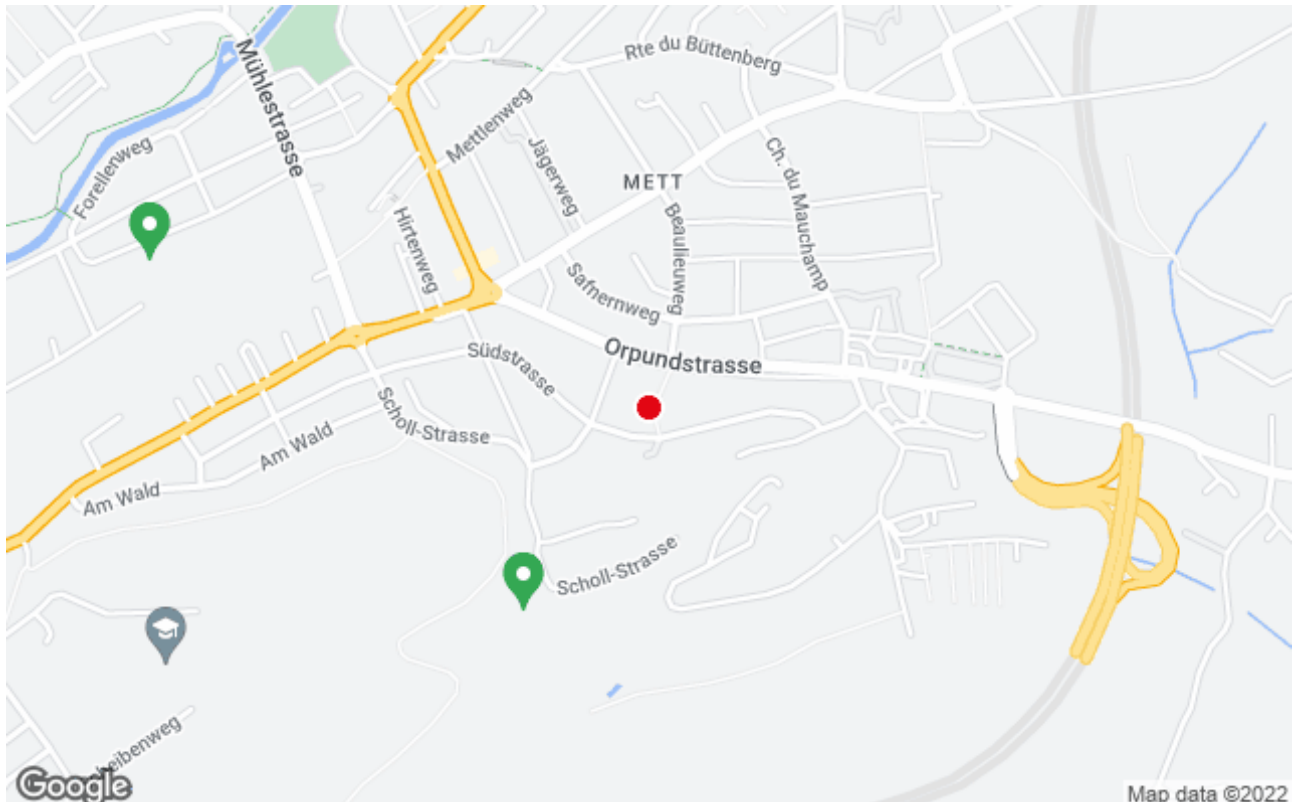 Rte du Büttenberg
Mühlestrasse
Mettlenweg
Jägerweg
Forellenweg
METT
Ch. du Mauchamp
Hirtenweg
Beaulieuweg
Safnernweg
Orpundstrasse
Südstrasse
Scholl-Strasse
Am Wald
Am Wald
Scholl-Strasse
heibenweg
Google
Map data ©2022